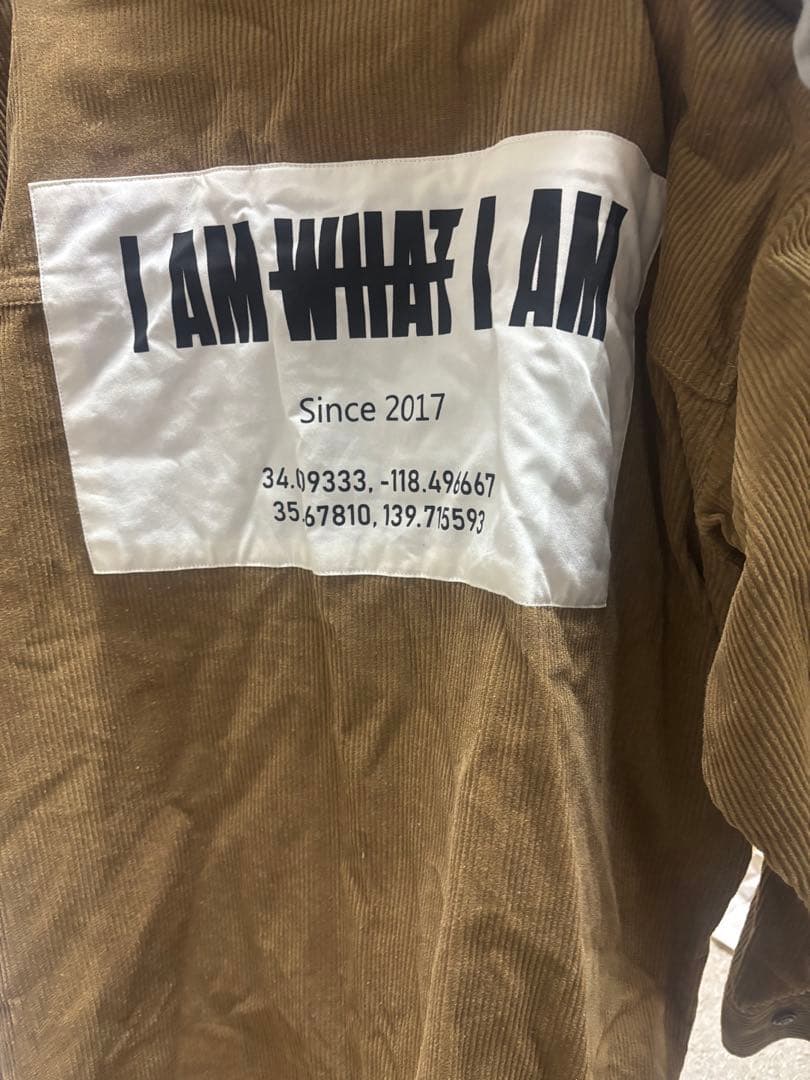 I AM WHAT I AM
Since 2017
34.09333, -118.496667
35.67810, 139.715593